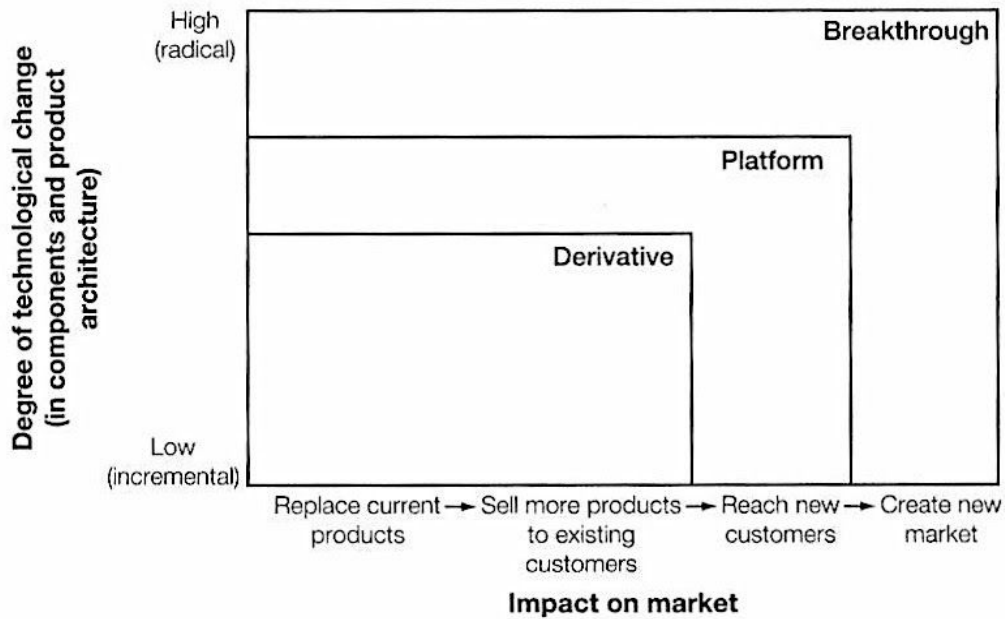 High
(radical)
Breakthrough
Platform
Derivative
Degree of technological change
(in components and product
architecture)
Low
(incremental)
Replace current → Sell more products → Reach new → Create new
products to existing customers market
customers
Impact on market